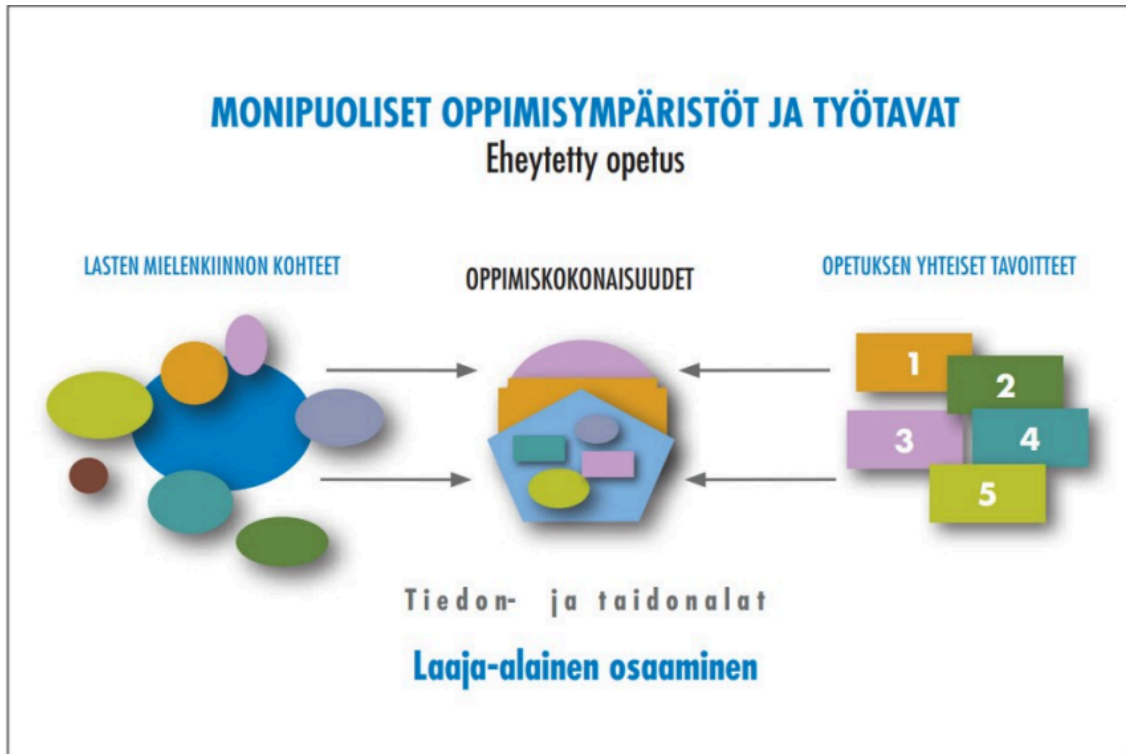 MONIPUOLISET OPPIMISYMPÄRISTÖT JA TYÖTAVAT
Eheytetty opetus
LASTEN MIELENKIINNON KOHTEET
OPPIMISKOKONAISUUDET
OPETUKSEN YHTEISET TAVOITTEET
1
2
3
4
5
Tiedon- ja taidonalat
Laaja-alainen osaaminen